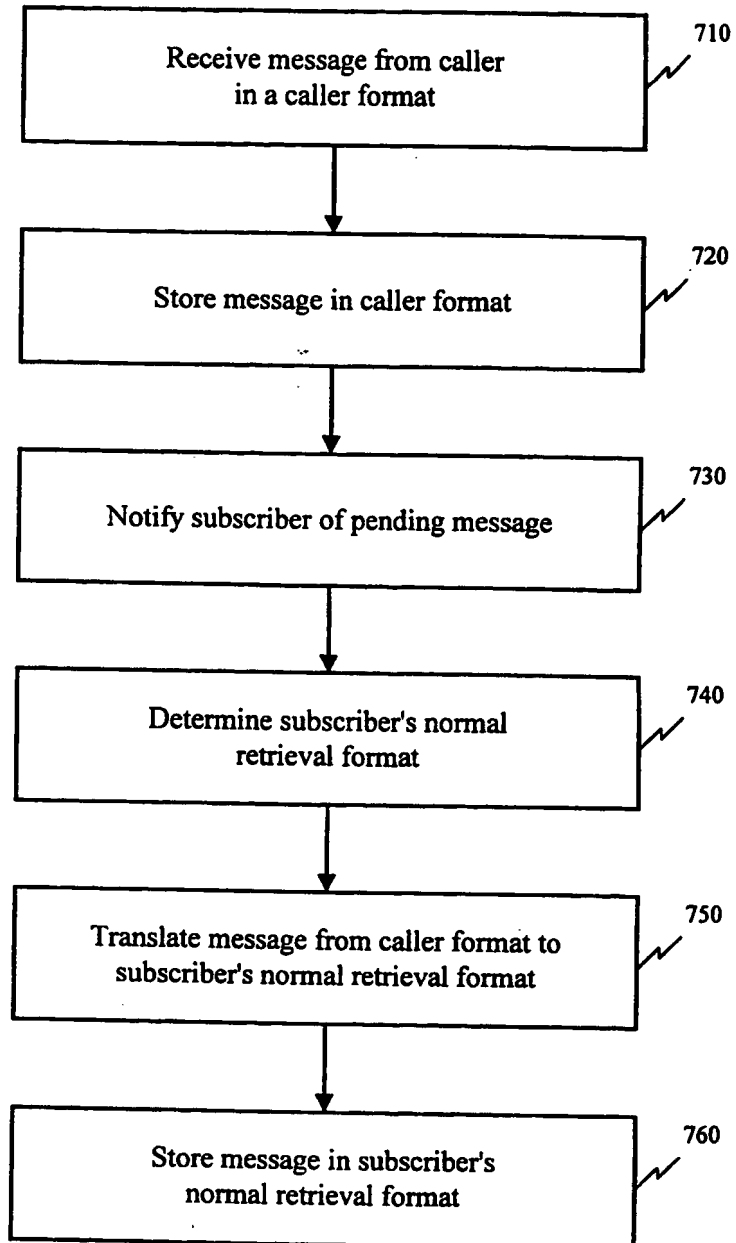 710
Receive message from caller
in a caller format
720
Store message in caller format
730
Notify subscriber of pending message
740
Determine subscriber's normal
retrieval format
750
Translate message from caller format to
subscriber's normal retrieval format
760
Store message in subscriber's
normal retrieval format